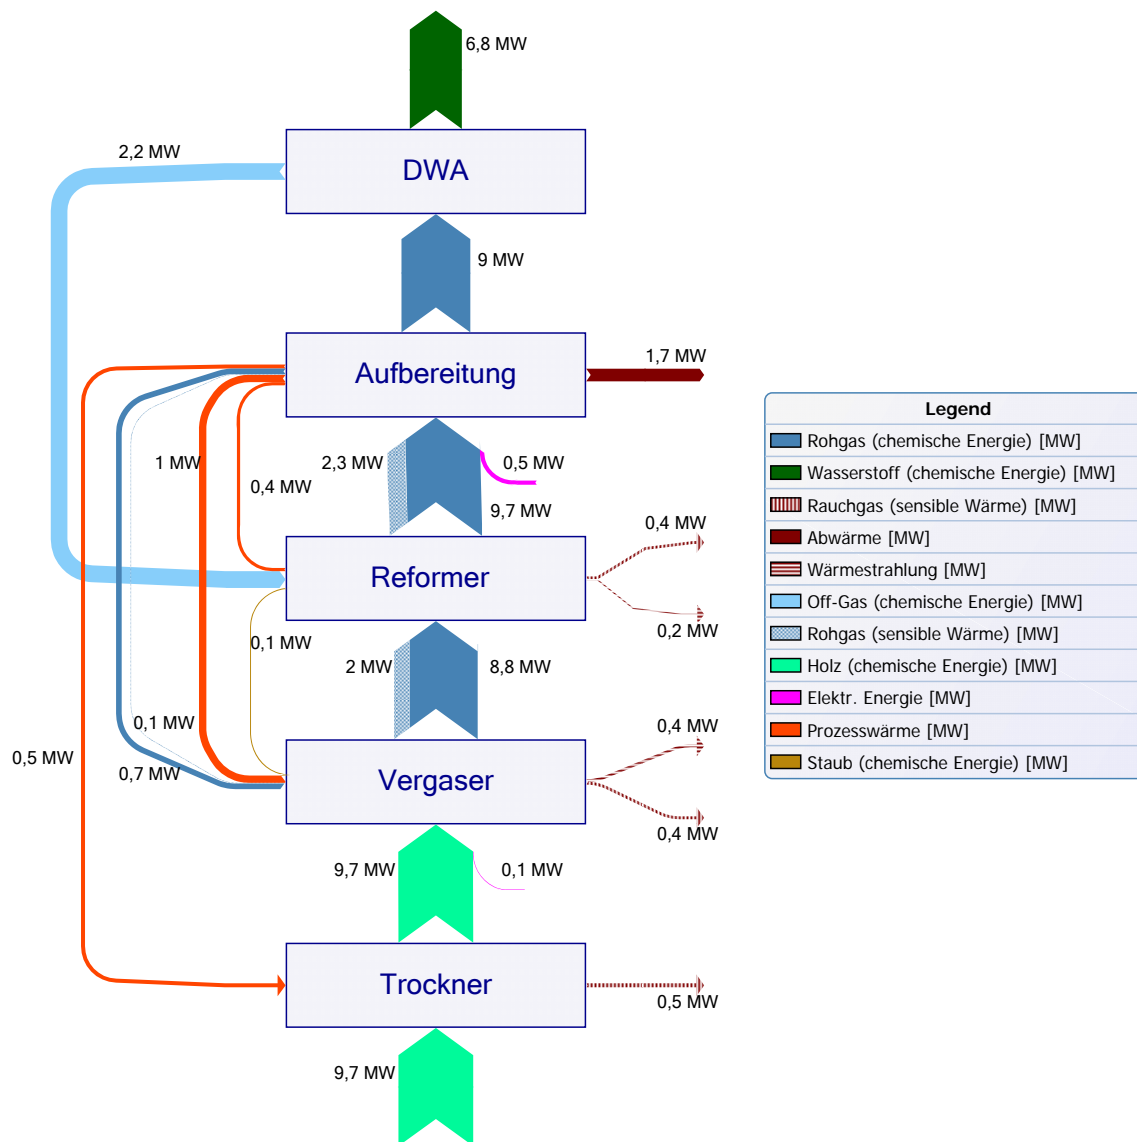 6,8 MW
2,2 MW
DWA
9 MW
Aufbereitung
1,7 MW
Legend
Rohgas (chemische Energie) [MW]
Wasserstoff (chemische Energie) [MW]
Rauchgas (sensible Wärme) [MW]
Abwärme [MW]
Wärmestrahlung [MW]
Off-Gas (chemische Energie) [MW]
Rohgas (sensible Wärme) [MW]
Holz (chemische Energie) [MW]
Elektr. Energie [MW]
Prozesswärme [MW]
Staub (chemische Energie) [MW]
1 MW
2,3 MW
0,5 MW
0,4 MW
9,7 MW
0,4 MW
Reformer
0,2 MW
0,1 MW
2 MW
8,8 MW
0,1 MW
0,4 MW
0,5 MW
0,7 MW
Vergaser
0,4 MW
9,7 MW
0,1 MW
Trockner
0,5 MW
9,7 MW